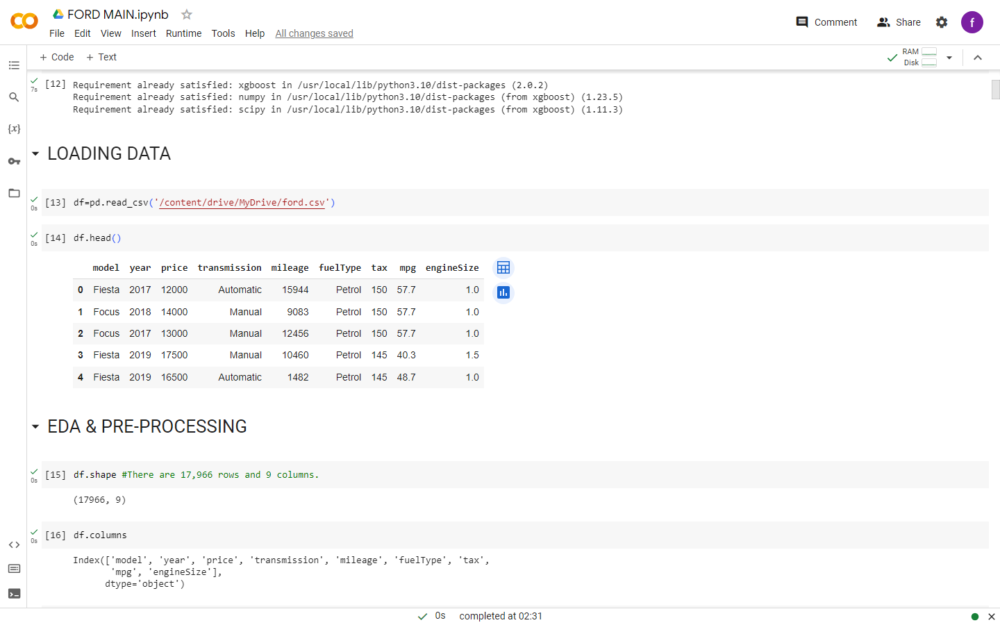 FORD MAIN.ipynb
File Edit View Insert Runtime Tools Help All changes saved
Comment Share f
+ Code + Text
RAM
Disk
7s [12] Requirement already satisfied: xgboost in /usr/local/lib/python3.10/dist-packages (2.0.2)
Requirement already satisfied: numpy in /usr/local/lib/python3.10/dist-packages (from xgboost) (1.23.5)
Requirement already satisfied: scipy in /usr/local/lib/python3.10/dist-packages (from xgboost) (1.11.3)
{x}
LOADING DATA
0s [13] df=pd.read_csv('/content/drive/MyDrive/ford.csv')
0s [14] df.head()
model year price transmission mileage fuelType tax mpg engineSize
0 Fiesta 2017 12000 Automatic 15944 Petrol 150 57.7 1.0
1 Focus 2018 14000 Manual 9083 Petrol 150 57.7 1.0
2 Focus 2017 13000 Manual 12456 Petrol 150 57.7 1.0
3 Fiesta 2019 17500 Manual 10460 Petrol 145 40.3 1.5
4 Fiesta 2019 16500 Automatic 1482 Petrol 145 48.7 1.0
EDA & PRE-PROCESSING
0s [15] df.shape #There are 17,966 rows and 9 columns.
(17966, 9)
0s [16] df.columns
Index(['model', 'year', 'price', 'transmission', 'mileage', 'fuelType', 'tax',
'mpg', 'engineSize'],
dtype='object')
0s completed at 02:31